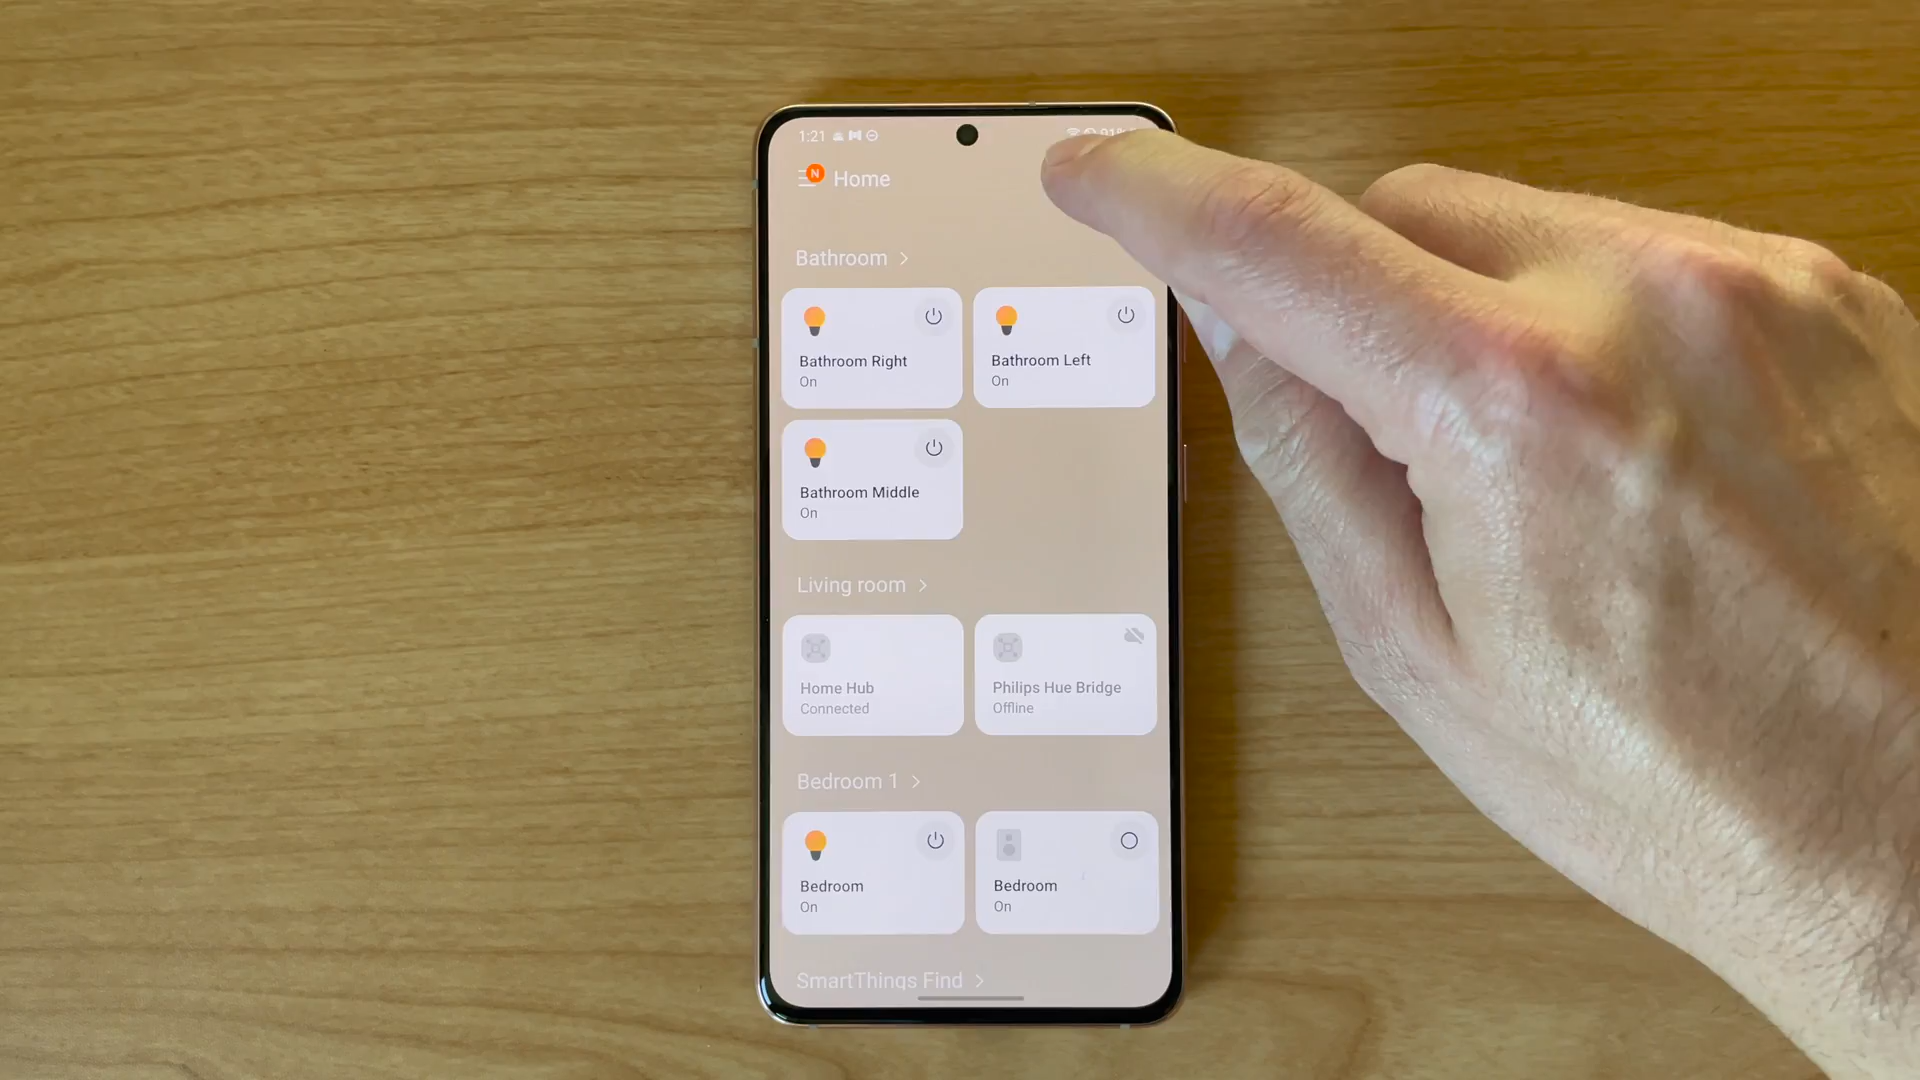 1:21
N
Home
Bathroom
Bathroom Right
On
Bathroom Left
On
Bathroom Middle
On
Living room
Home Hub
Connected
Philips Hue Bridge
Offline
Bedroom 1
Bedroom
On
Bedroom
On
SmartThings Find